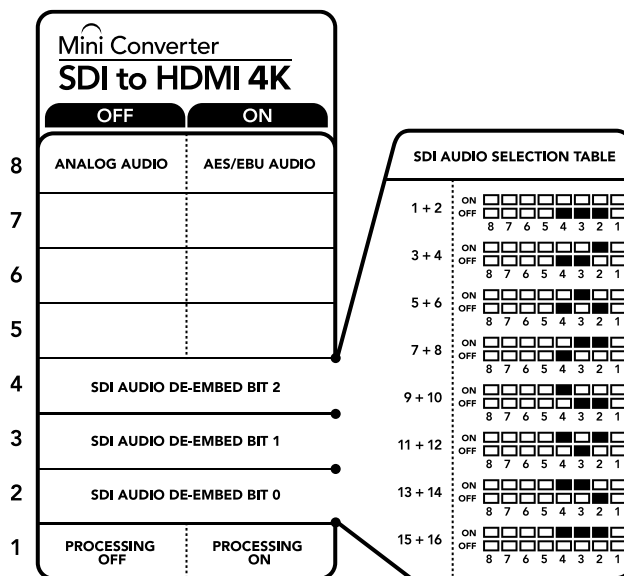 Mini Converter
SDI to HDMI 4K
OFF ON
8 ANALOG AUDIO AES/EBU AUDIO
7
6
5
4 SDI AUDIO DE-EMBED BIT 2
3 SDI AUDIO DE-EMBED BIT 1
2 SDI AUDIO DE-EMBED BIT 0
1 PROCESSING OFF PROCESSING ON
SDI AUDIO SELECTION TABLE
1 + 2 ON
OFF
8 7 6 5 4 3 2 1
3 + 4 ON
OFF
8 7 6 5 4 3 2 1
5 + 6 ON
OFF
8 7 6 5 4 3 2 1
7 + 8 ON
OFF
8 7 6 5 4 3 2 1
9 + 10 ON
OFF
8 7 6 5 4 3 2 1
11 + 12 ON
OFF
8 7 6 5 4 3 2 1
13 + 14 ON
OFF
8 7 6 5 4 3 2 1
15 + 16 ON
OFF
8 7 6 5 4 3 2 1